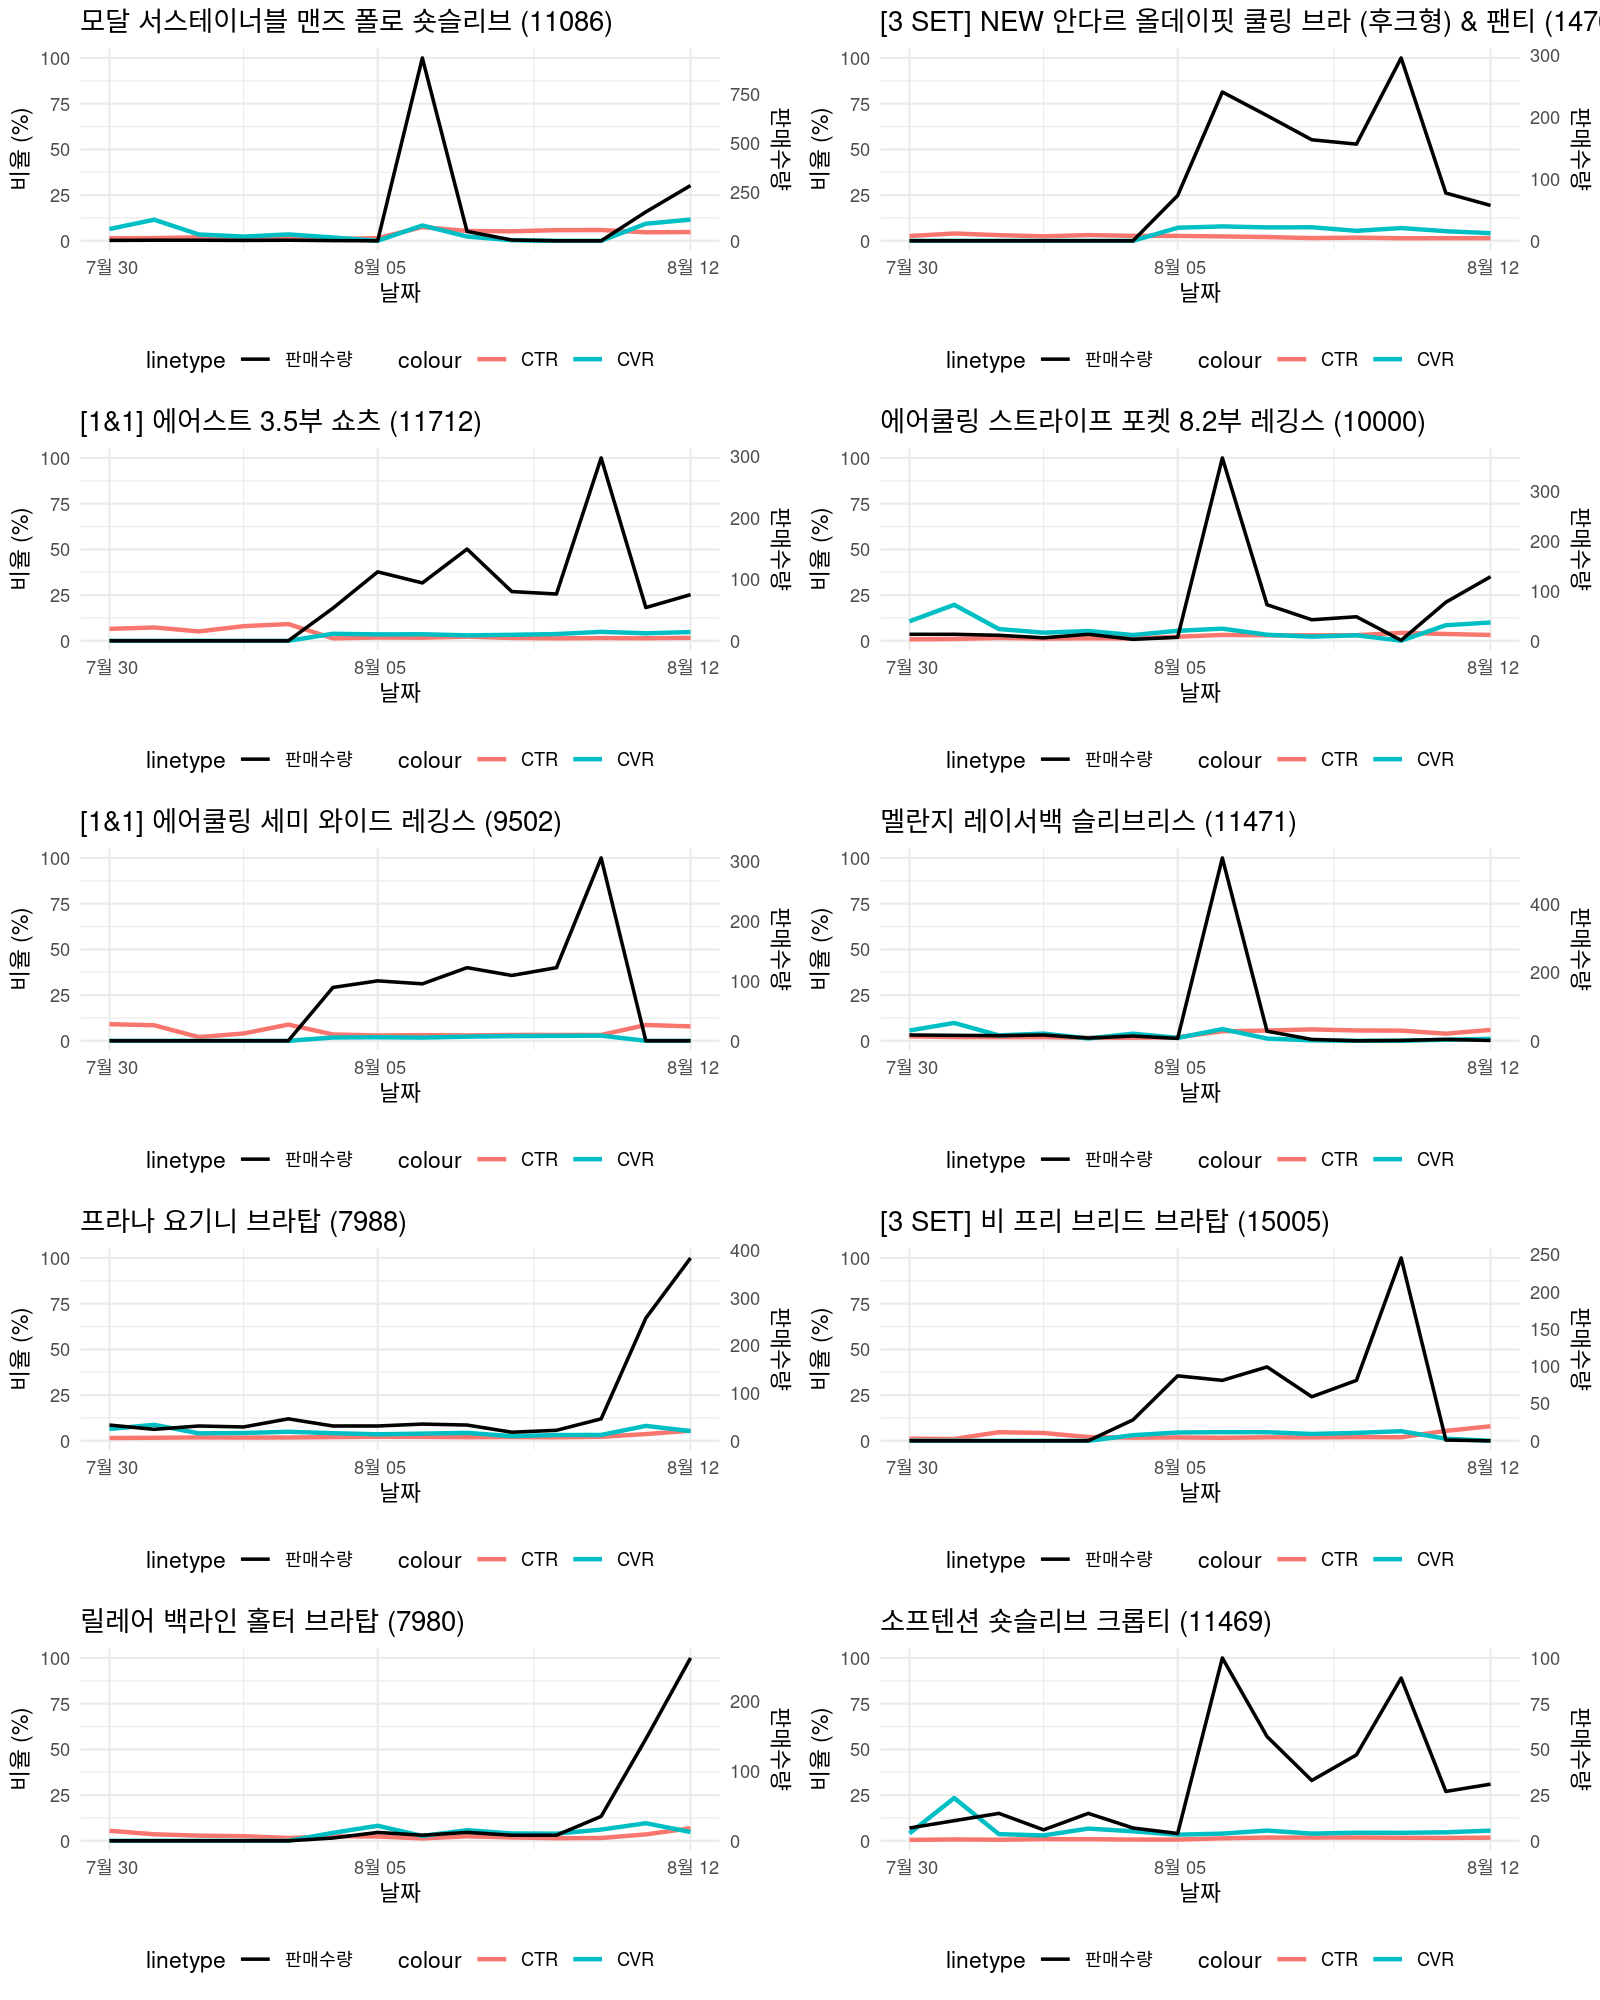 모달 서스테이너블 맨즈 폴로 숏슬리브 (11086)
100
75
50
25
0
비율 (%)
750
500
250
0
판매수량
7월 30
8월 05
8월 12
날짜
linetype 판매수량 colour CTR CVR
[3 SET] NEW 안다르 올데이핏 쿨링 브라 (후크형) & 팬티
100
75
50
25
0
비율 (%)
300
200
100
0
판매수량
7월 30
8월 05
8월 12
날짜
linetype 판매수량 colour CTR CVR
[1&1] 에어스트 3.5부 쇼츠 (11712)
100
75
50
25
0
비율 (%)
300
200
100
0
판매수량
7월 30
8월 05
8월 12
날짜
linetype 판매수량 colour CTR CVR
에어쿨링 스트라이프 포켓 8.2부 레깅스 (10000)
100
75
50
25
0
비율 (%)
300
200
100
0
판매수량
7월 30
8월 05
8월 12
날짜
linetype 판매수량 colour CTR CVR
[1&1] 에어쿨링 세미 와이드 레깅스 (9502)
100
75
50
25
0
비율 (%)
300
200
100
0
판매수량
7월 30
8월 05
8월 12
날짜
linetype 판매수량 colour CTR CVR
멜란지 레이서백 슬리브리스 (11471)
100
75
50
25
0
비율 (%)
400
200
0
판매수량
7월 30
8월 05
8월 12
날짜
linetype 판매수량 colour CTR CVR
프라나 요기니 브라탑 (7988)
100
75
50
25
0
비율 (%)
400
300
200
100
0
판매수량
7월 30
8월 05
8월 12
날짜
linetype 판매수량 colour CTR CVR
[3 SET] 비 프리 브리드 브라탑 (15005)
100
75
50
25
0
비율 (%)
250
200
150
100
50
0
판매수량
7월 30
8월 05
8월 12
날짜
linetype 판매수량 colour CTR CVR
릴레어 백라인 홀터 브라탑 (7980)
100
75
50
25
0
비율 (%)
200
100
0
판매수량
7월 30
8월 05
8월 12
날짜
linetype 판매수량 colour CTR CVR
소프텐션 숏슬리브 크롭티 (11469)
100
75
50
25
0
비율 (%)
100
75
50
25
0
판매수량
7월 30
8월 05
8월 12
날짜
linetype 판매수량 colour CTR CVR